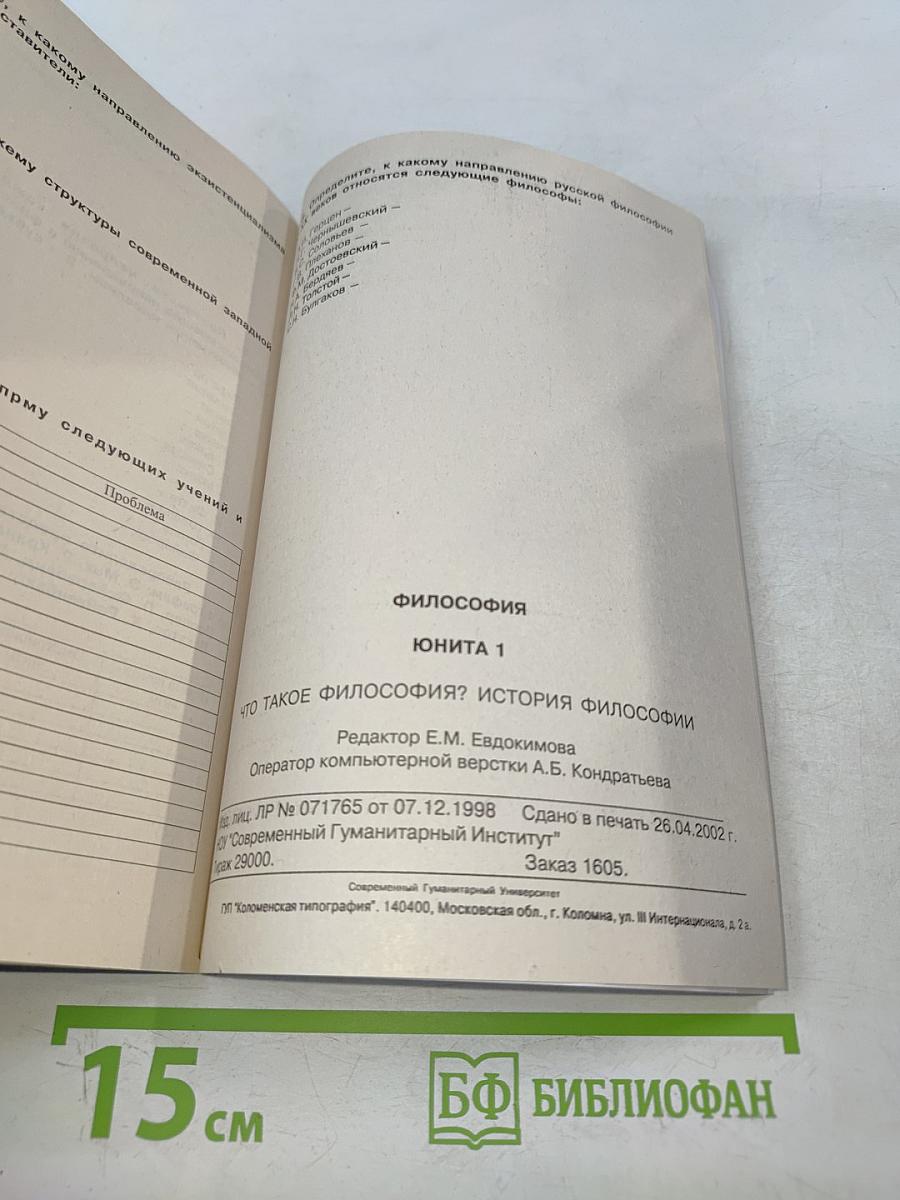 к какому направлению экзистенциализма
ставители:
структуры современной западной
следующих учений и
Проблема
Определите, к какому направлению русской философии
веков относятся следующие философы:
Герцен –
Чернышевский –
Соловьев –
Плеханов –
Достоевский –
Бердяев –
Толстой –
Булгаков –
ФИЛОСОФИЯ
ЮНИТА 1
ЧТО ТАКОЕ ФИЛОСОФИЯ? ИСТОРИЯ ФИЛОСОФИИ
Редактор Е.М. Евдокимова
Оператор компьютерной верстки А.Б. Кондратьева
лиц. ЛР № 071765 от 07.12.1998 Сдано в печать 26.04.2002 г.
НОУ "Современный Гуманитарный Институт"
Тираж 29000. Заказ 1605.
Современный Гуманитарный Университет
ГУП "Коломенская типография". 140400, Московская обл., г. Коломна, ул. III Интернационала, д. 2 а.
15 см
БФ БИБЛИОФАН